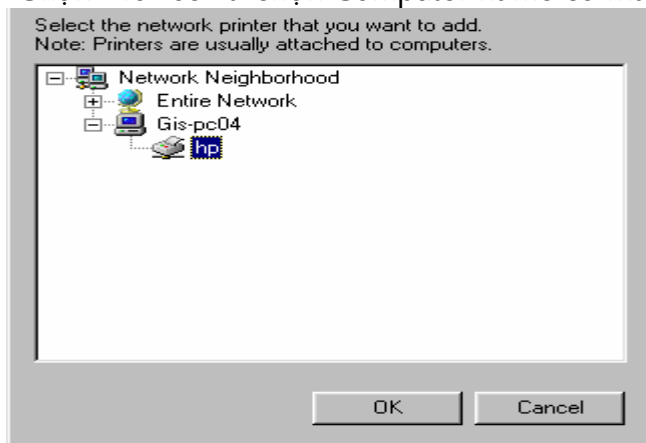 Select the network printer that you want to add.
Note: Printers are usually attached to computers.
Network Neighborhood
Entire Network
Gis-pc04
hp
OK
Cancel